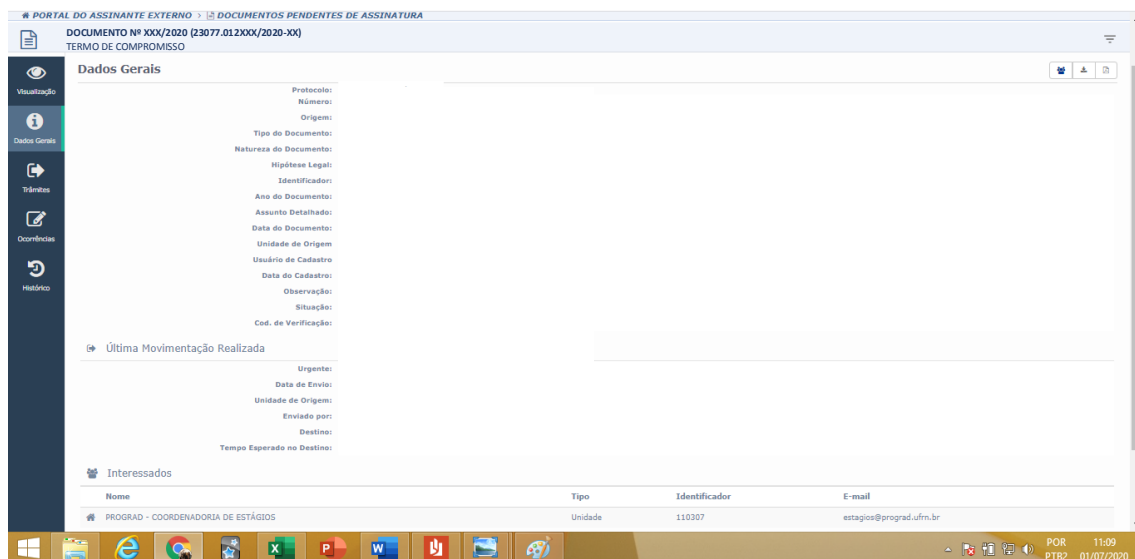 PORTAL DO ASSINANTE EXTERNO > DOCUMENTOS PENDENTES DE ASSINATURA
DOCUMENTO Nº XXX/2020 (23077.012XXX/2020-XX)
TERMO DE COMPROMISSO
Visualização
Dados Gerais
Trâmites
Ocorrências
Histórico
Dados Gerais
Protocolo:
Número:
Origem:
Tipo do Documento:
Natureza do Documento:
Hipótese Legal:
Identificador:
Ano do Documento:
Assunto Detalhado:
Data do Documento:
Unidade de Origem
Usuário de Cadastro
Data do Cadastro:
Observação:
Situação:
Cod. de Verificação:
Última Movimentação Realizada
Urgente:
Data de Envio:
Unidade de Origem:
Enviado por:
Destino:
Tempo Esperado no Destino:
Interessados
Nome Tipo Identificador E-mail
PROGRAD - COORDENADORIA DE ESTÁGIOS Unidade 110307 estagios@prograd.ufrn.br
POR 11:09
PTB2 01/07/2020